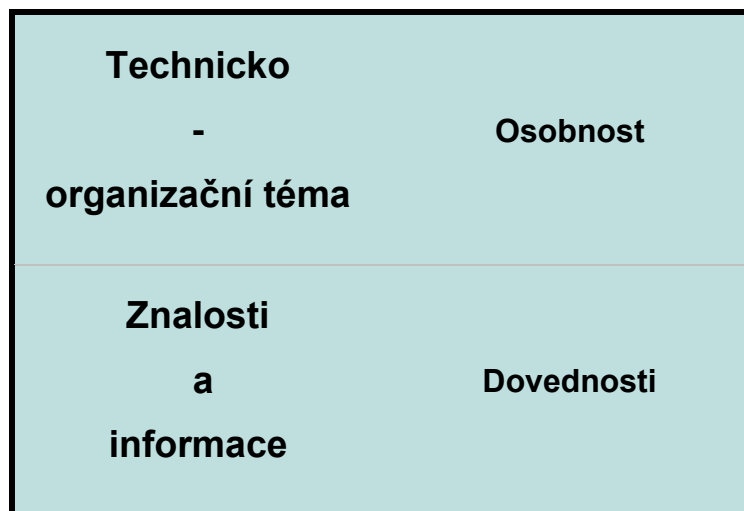 Technicko
-
organizační téma
Osobnost
Znalosti
a
informace
Dovednosti